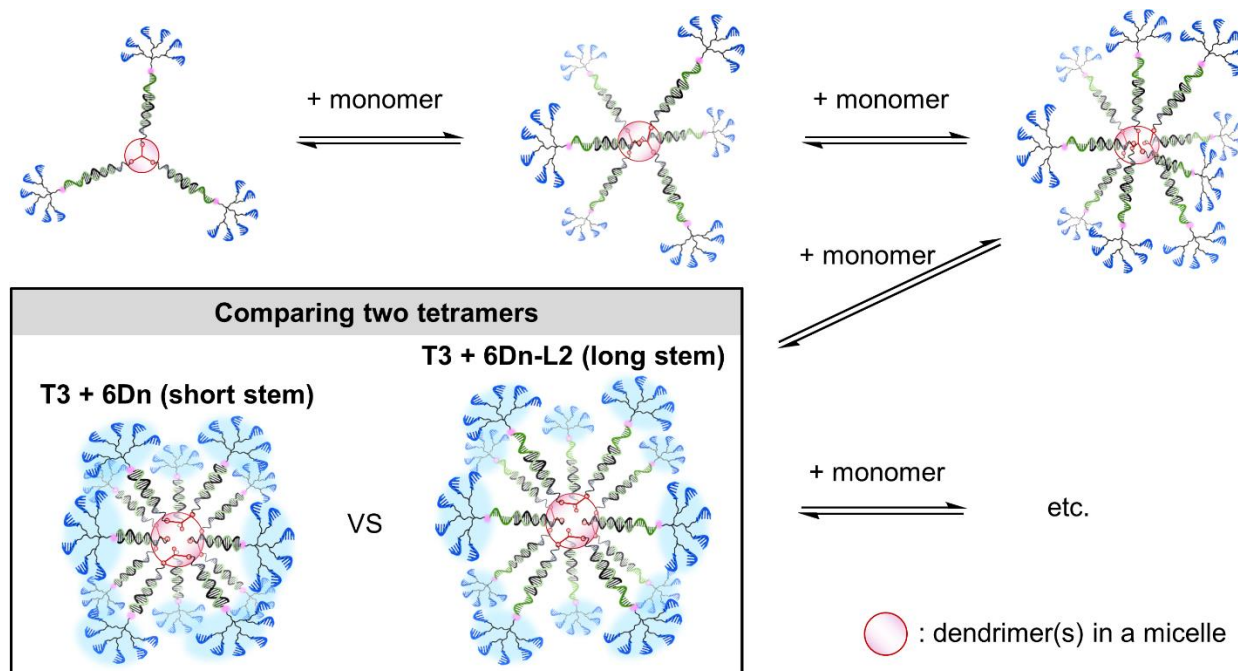 + monomer
+ monomer
+ monomer
Comparing two tetramers
T3 + 6Dn-L2 (long stem)
T3 + 6Dn (short stem)
VS
+ monomer
etc.
: dendrimer(s) in a micelle